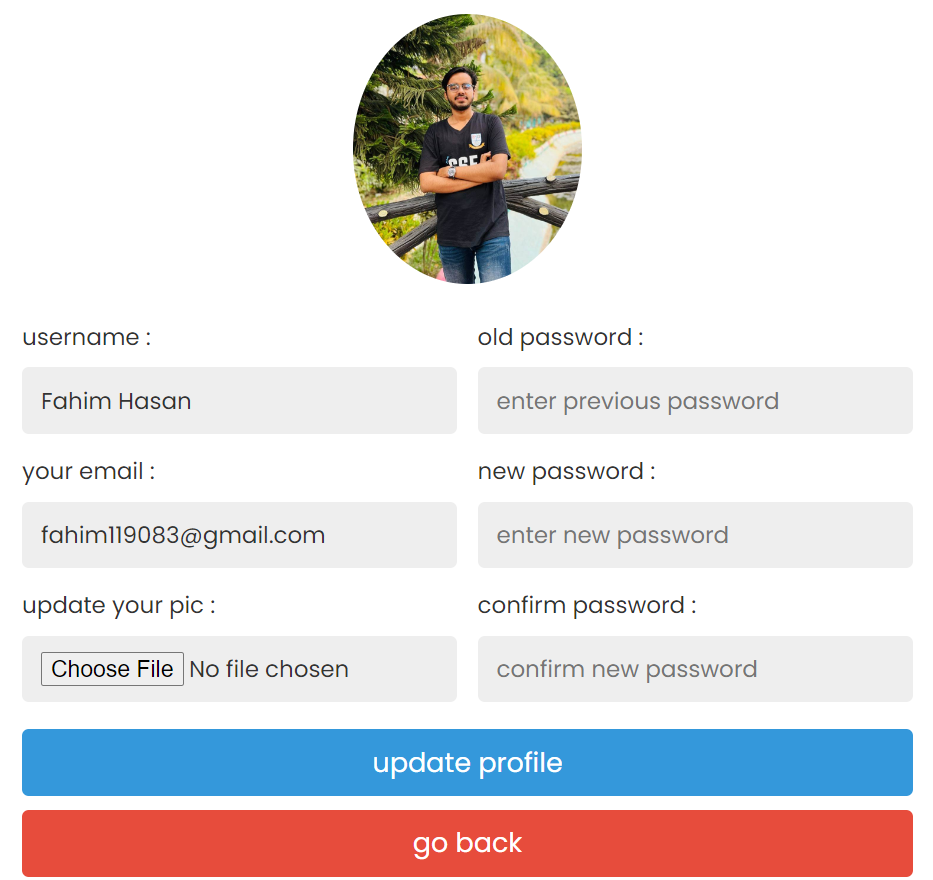 username :
old password :
Fahim Hasan
enter previous password
your email :
new password :
fahim119083@gmail.com
enter new password
update your pic :
confirm password :
Choose File No file chosen
confirm new password
update profile
go back